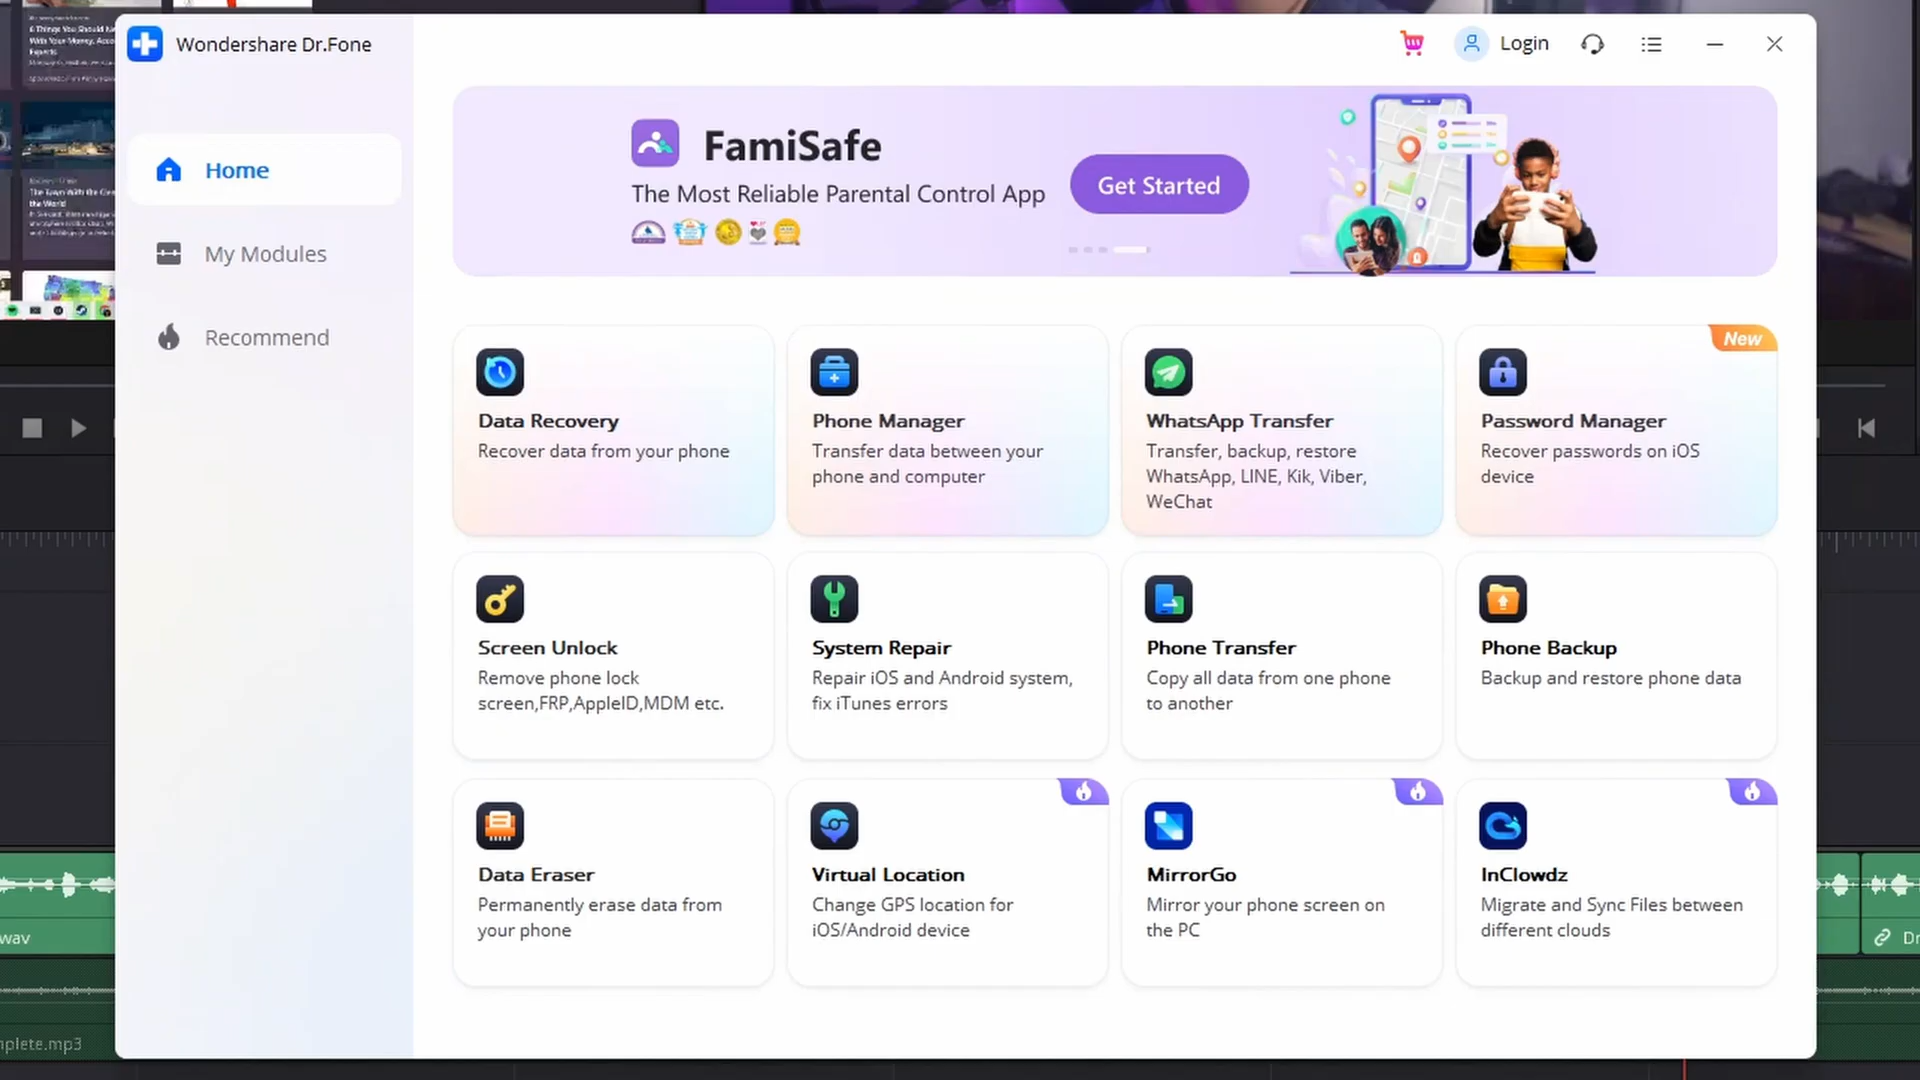 Wondershare Dr.Fone
Login
Home
My Modules
Recommend
FamiSafe
The Most Reliable Parental Control App
Get Started
Data Recovery
Recover data from your phone
Phone Manager
Transfer data between your
phone and computer
WhatsApp Transfer
Transfer, backup, restore
WhatsApp, LINE, Kik, Viber,
WeChat
New
Password Manager
Recover passwords on iOS
device
Screen Unlock
Remove phone lock
screen,FRP,AppleID,MDM etc.
System Repair
Repair iOS and Android system,
fix iTunes errors
Phone Transfer
Copy all data from one phone
to another
Phone Backup
Backup and restore phone data
Data Eraser
Permanently erase data from
your phone
Virtual Location
Change GPS location for
iOS/Android device
MirrorGo
Mirror your phone screen on
the PC
InClowdz
Migrate and Sync Files between
different clouds
wav
Dr
nplete.mp3